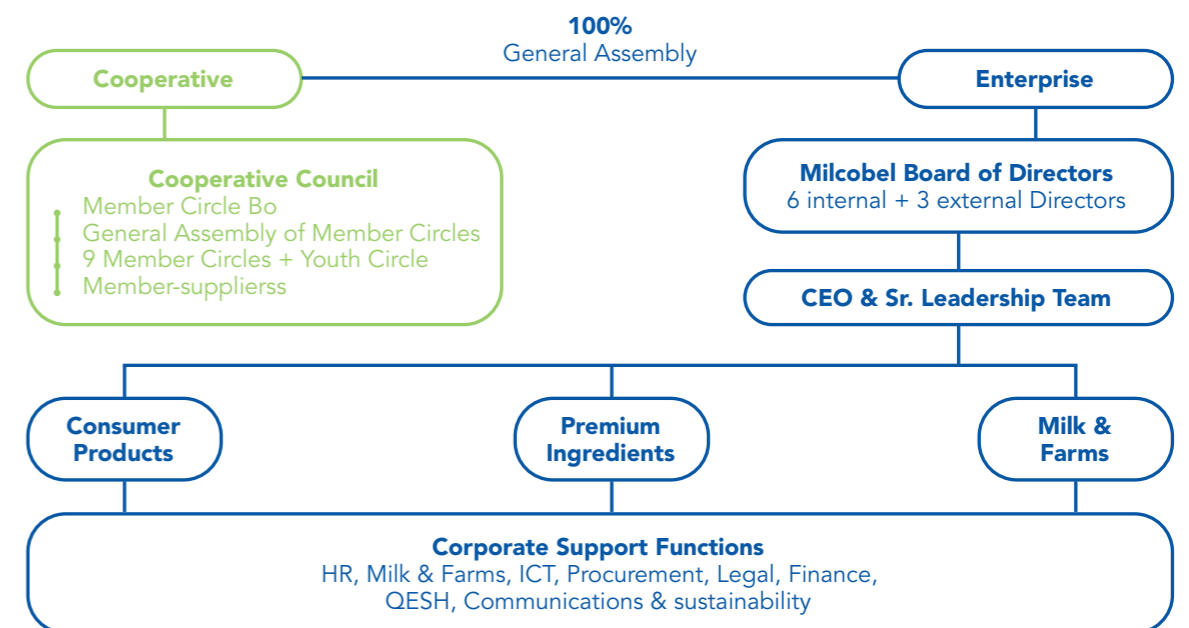 100%
General Assembly
Cooperative
Enterprise
Cooperative Council
Member Circle Bo
General Assembly of Member Circles
9 Member Circles + Youth Circle
Member-supplierss
Milcobel Board of Directors
6 internal + 3 external Directors
CEO & Sr. Leadership Team
Consumer
Products
Premium
Ingredients
Milk &
Farms
Corporate Support Functions
HR, Milk & Farms, ICT, Procurement, Legal, Finance,
QESH, Communications & sustainability